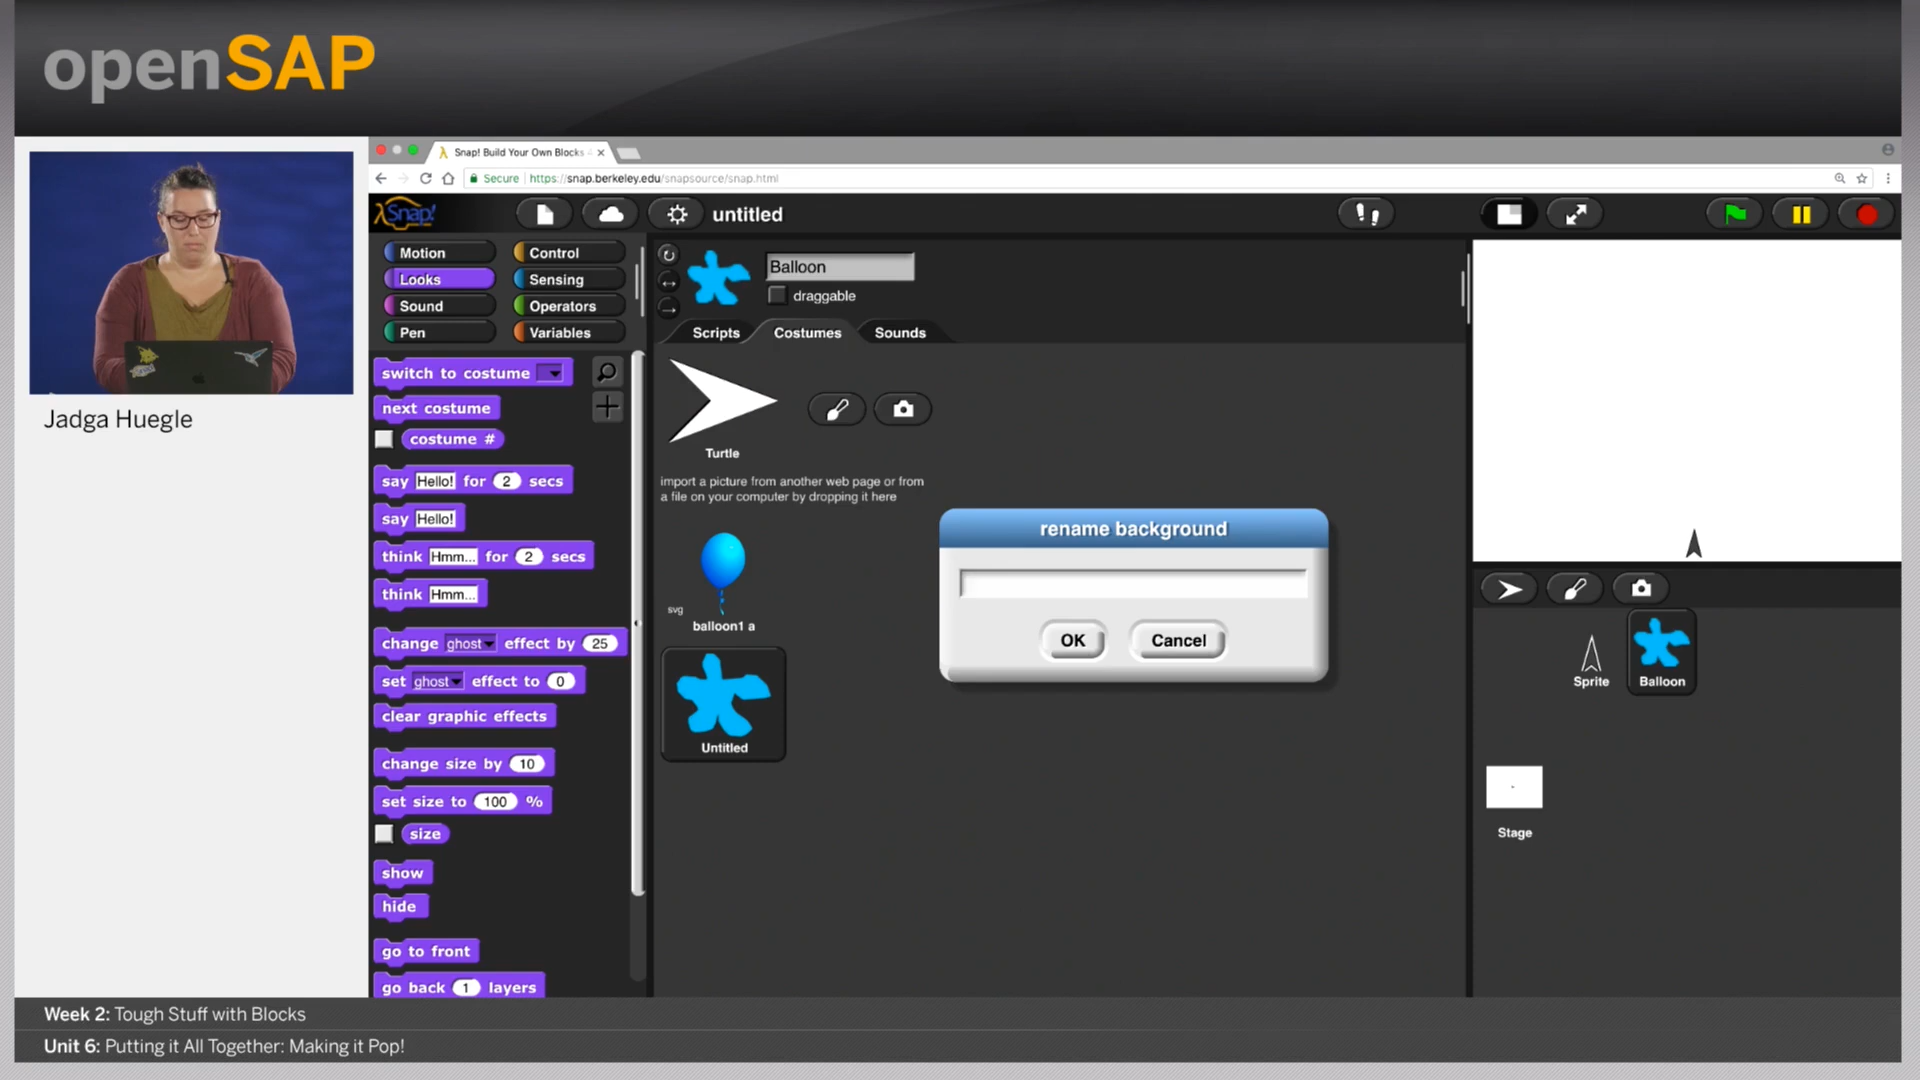 openSAP
Jadga Huegle
Snap! Build Your Own Blocks
Secure
https://snap.berkeley.edu/snapsource/snap.html
Snap!
untitled
Motion
Control
Looks
Sensing
Sound
Operators
Pen
Variables
Balloon
draggable
Scripts
Costumes
Sounds
switch to costume
next costume
costume #
say Hello! for 2 secs
say Hello!
think Hmm... for 2 secs
think Hmm...
change ghost effect by 25
set ghost effect to 0
clear graphic effects
change size by 10
set size to 100 %
size
show
hide
go to front
go back 1 layers
Turtle
import a picture from another web page or from
a file on your computer by dropping it here
svg
balloon1 a
Untitled
rename background
OK
Cancel
Sprite
Balloon
Stage
Week 2: Tough Stuff with Blocks
Unit 6: Putting it All Together: Making it Pop!